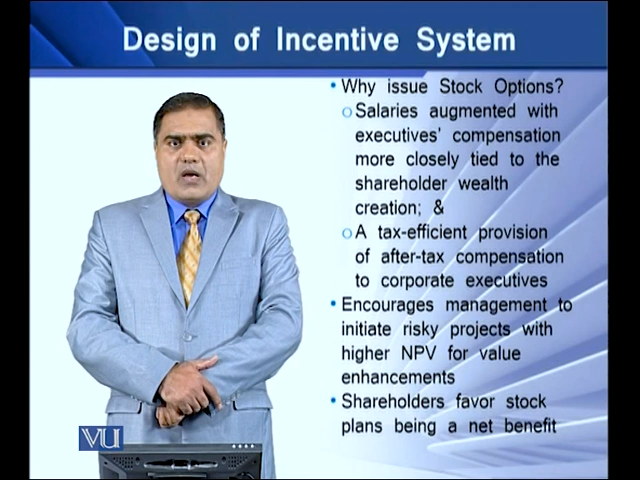 Design of Incentive System
• Why issue Stock Options?
o Salaries augmented with
executives' compensation
more closely tied to the
shareholder wealth
creation; &
o A tax-efficient provision
of after-tax compensation
to corporate executives
• Encourages management to
initiate risky projects with
higher NPV for value
enhancements
• Shareholders favor stock
plans being a net benefit
VU